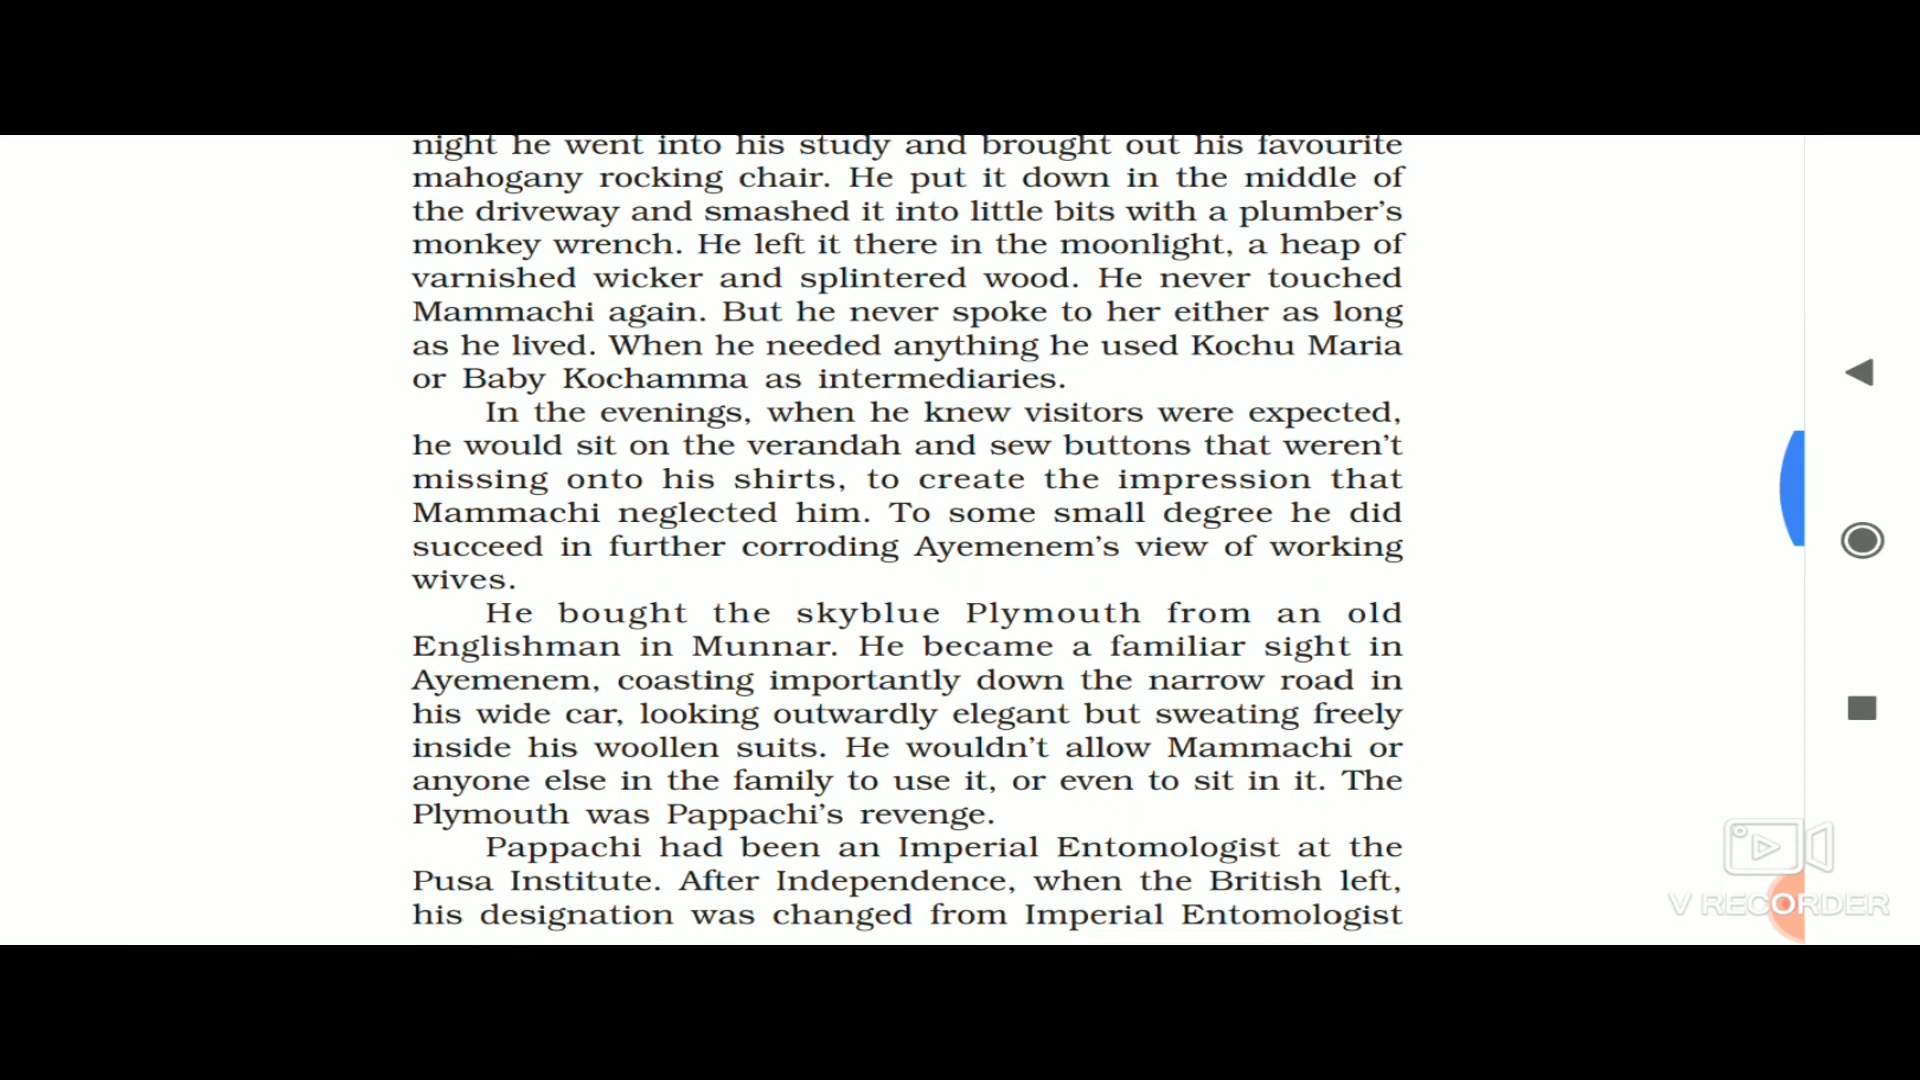 night he went into his study and brought out his favourite
mahogany rocking chair. He put it down in the middle of
the driveway and smashed it into little bits with a plumber’s
monkey wrench. He left it there in the moonlight, a heap of
varnished wicker and splintered wood. He never touched
Mammachi again. But he never spoke to her either as long
as he lived. When he needed anything he used Kochu Maria
or Baby Kochamma as intermediaries.
In the evenings, when he knew visitors were expected,
he would sit on the verandah and sew buttons that weren’t
missing onto his shirts, to create the impression that
Mammachi neglected him. To some small degree he did
succeed in further corroding Ayemenem’s view of working
wives.
He bought the skyblue Plymouth from an old
Englishman in Munnar. He became a familiar sight in
Ayemenem, coasting importantly down the narrow road in
his wide car, looking outwardly elegant but sweating freely
inside his woollen suits. He wouldn’t allow Mammachi or
anyone else in the family to use it, or even to sit in it. The
Plymouth was Pappachi’s revenge.
Pappachi had been an Imperial Entomologist at the
Pusa Institute. After Independence, when the British left,
his designation was changed from Imperial Entomologist
V RECORDER